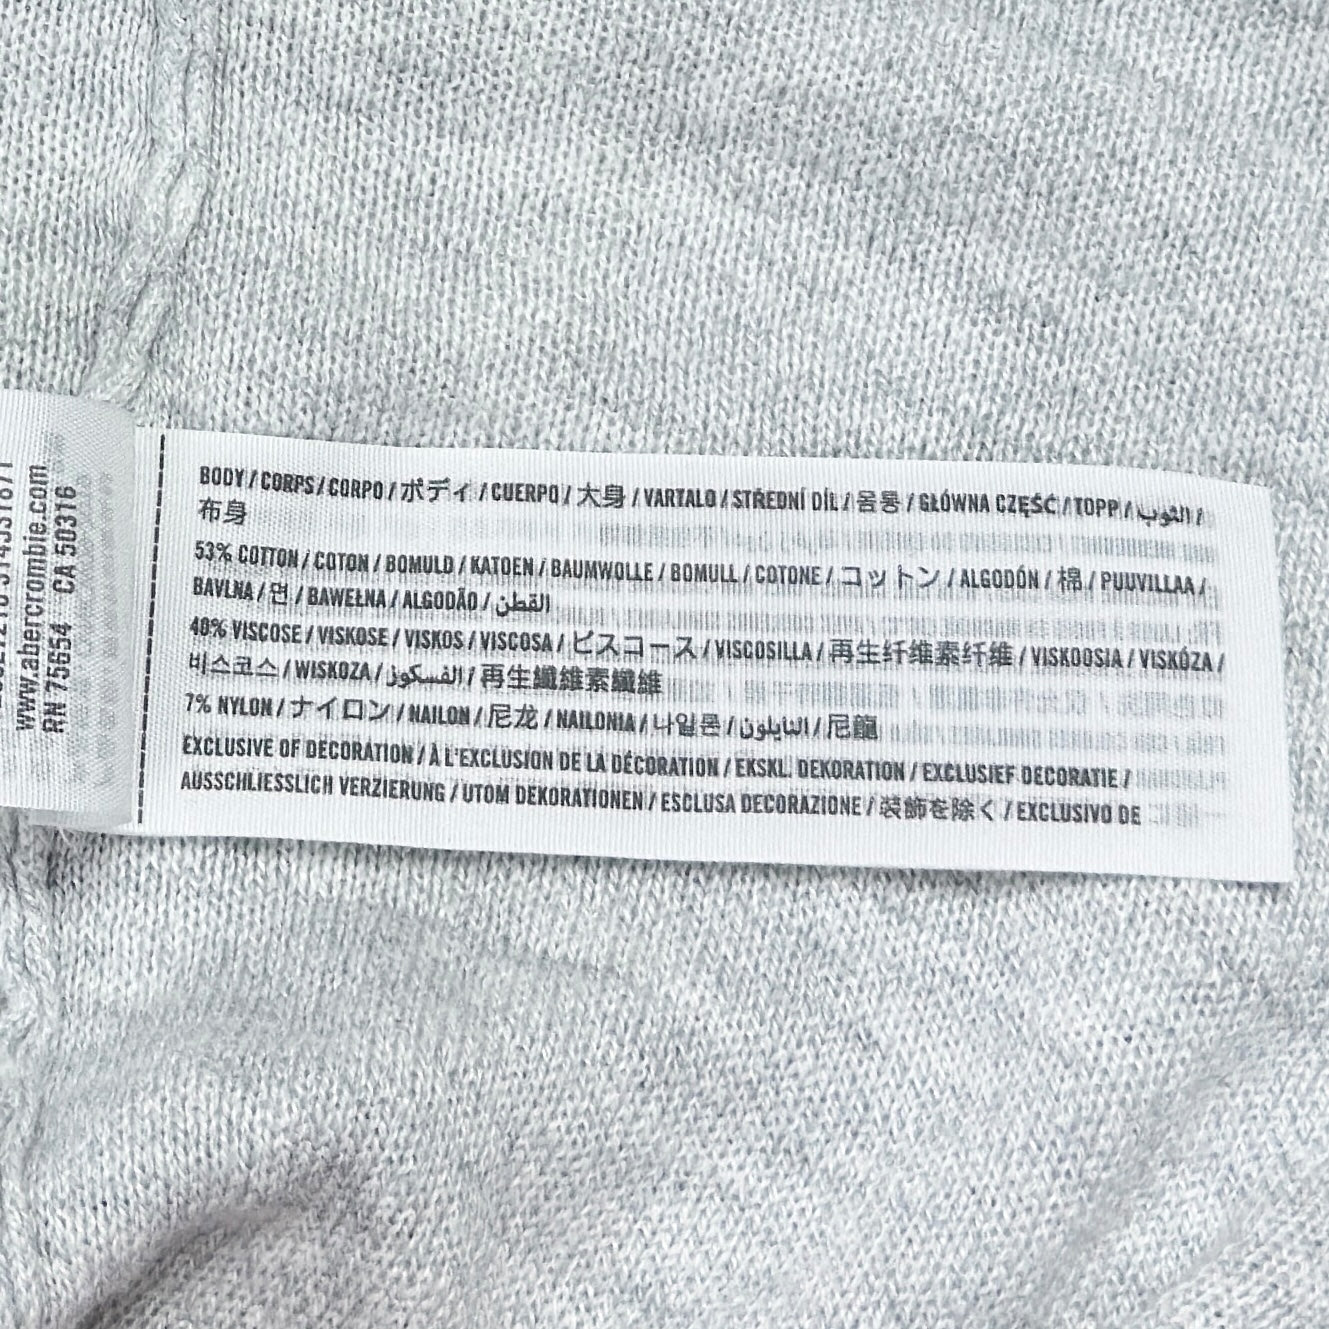 BODY / CORPS / CORPO / ボディ / CUERPO / 大身 / VARTALO / STŘEDNÍ DÍL / 몸통 / GŁÓWNA CZĘŚĆ / TOPP / الثوب /
布身
53% COTTON / COTON / BOMULD / KATOEN / BAUMWOLLE / BOMULL / COTONE / コットン / ALGODÓN / 棉 / PUUVILLAA /
BAVLNA / 면 / BAWEŁNA / ALGODÃO / القطن
40% VISCOSE / VISKOSE / VISKOS / VISCOSA / ビスコース / VISCOSILLA / 再生纤维素纤维 / VISKOOSIA / VISKÓZA /
비스코스 / WISKOZA / الفسكوز / 再生纖維素纖維
7% NYLON / ナイロン / NAILON / 尼龙 / NAILONIA / 나일론 / النايلون / 尼龍
EXCLUSIVE OF DECORATION / À L'EXCLUSION DE LA DÉCORATION / EKSKL. DEKORATION / EXCLUSIEF DECORATIE /
AUSSCHLIESSLICH VERZIERUNG / UTOM DEKORATIONEN / ESCLUSA DECORAZIONE / 装飾を除く / EXCLUSIVO DE
www.abercrombie.com
RN 75654 CA 50316